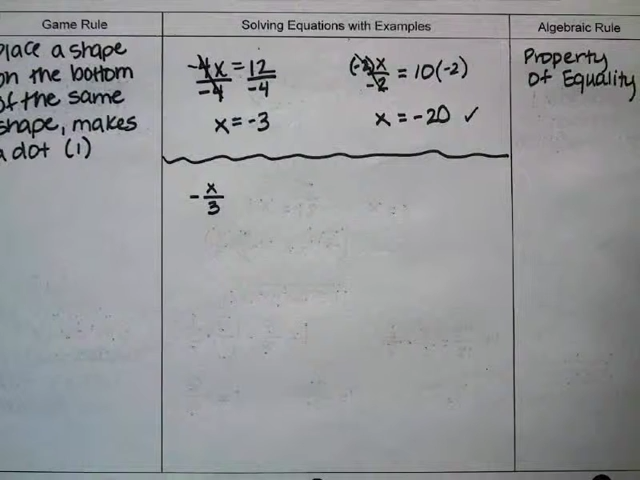 Game Rule
Solving Equations with Examples
Algebraic Rule
place a shape
on the bottom
of the same
shape, makes
a dot (1)
-4x = 12
-4 -4
x = -3
(-2)x = 10(-2)
-2
x = -20 ✓
Property
of Equality
-x
3